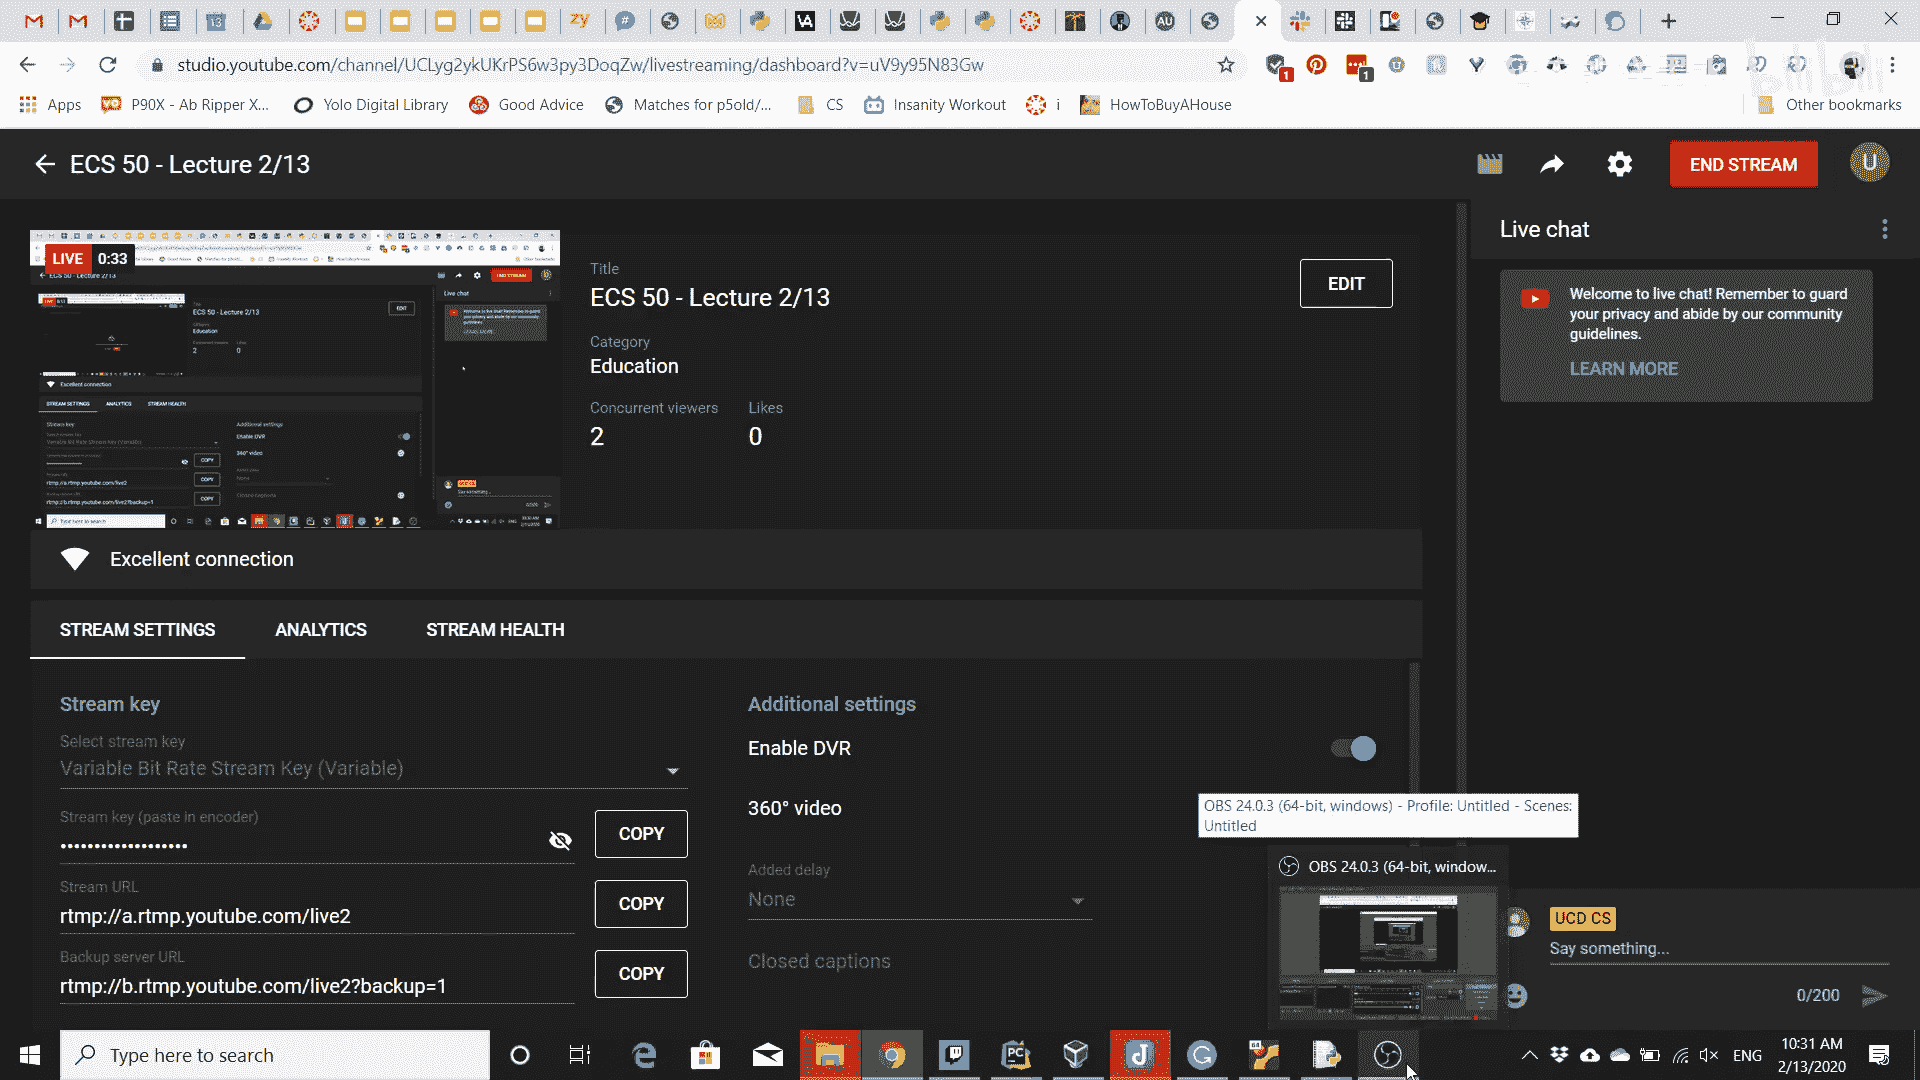 studio.youtube.com/channel/UCLyg2ykUKrPS6w3py3DoqZw/livestreaming/dashboard?v=uV9y95N83Gw
Apps P90X - Ab Ripper X... Yolo Digital Library Good Advice Matches for p5old/... CS Insanity Workout i HowToBuyAHouse Other bookmarks
ECS 50 - Lecture 2/13
END STREAM
U
LIVE 0:33
Title
ECS 50 - Lecture 2/13
EDIT
Category
Education
Concurrent viewers Likes
2 0
Live chat
Welcome to live chat! Remember to guard
your privacy and abide by our community
guidelines.
LEARN MORE
Excellent connection
STREAM SETTINGS ANALYTICS STREAM HEALTH
Stream key
Select stream key
Variable Bit Rate Stream Key (Variable)
Stream key (paste in encoder)
COPY
Stream URL
rtmp://a.rtmp.youtube.com/live2
COPY
Backup server URL
rtmp://b.rtmp.youtube.com/live2?backup=1
COPY
Additional settings
Enable DVR
360° video
Added delay
None
Closed captions
OBS 24.0.3 (64-bit, windows) - Profile: Untitled - Scenes:
Untitled
OBS 24.0.3 (64-bit, window...
UCD CS
Say something...
0/200
Type here to search
ENG
10:31 AM
2/13/2020